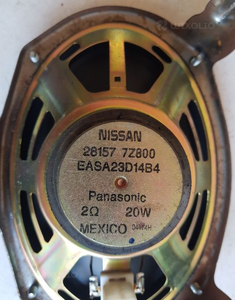 NISSAN
28157 7Z800
EASA23D14B4
Panasonic
2Ω 20W
MEXICO